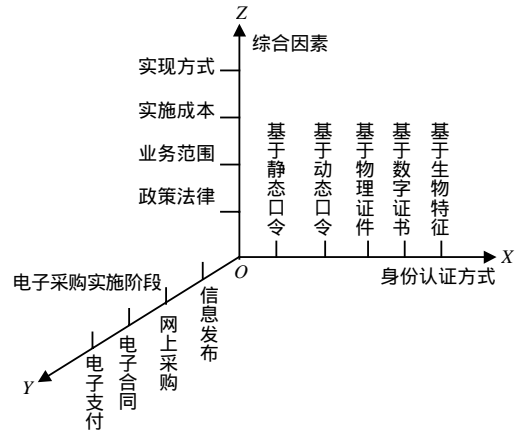 Z
综合因素
实现方式
实施成本
业务范围
政策法律
基于静态口令
基于动态口令
基于物理证件
基于数字证书
基于生物特征
X
O
身份认证方式
电子采购实施阶段
信息发布
网上采购
电子合同
电子支付
Y